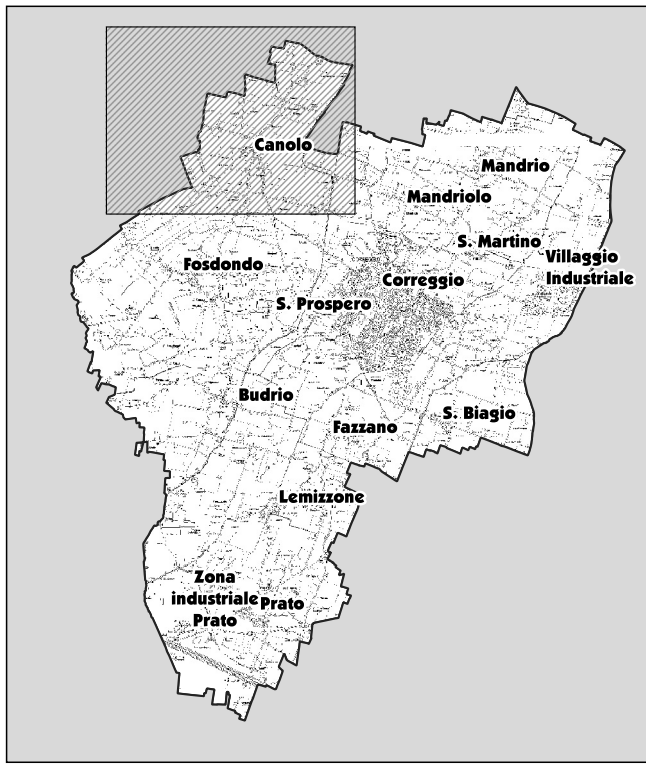 Canolo
Mandrio
Mandriolo
S. Martino
Villaggio
Industriale
Fosdondo
Correggio
S. Prospero
Budrio
S. Biagio
Fazzano
Lemizzone
Zona
industriale
Prato
Prato